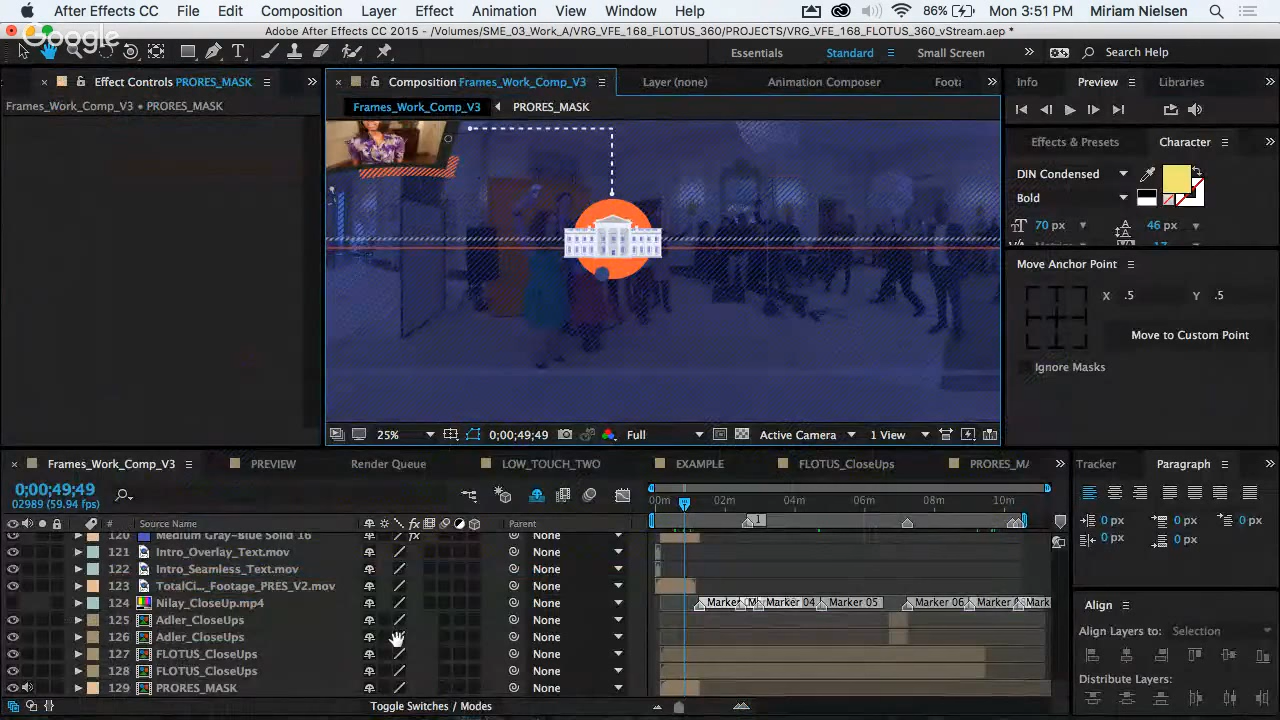 After Effects CC File Edit Composition Layer Effect Animation View Window Help 86% Mon 3:51 PM Miriam Nielsen
Google
Adobe After Effects CC 2015 - /Volumes/SME_03_Work_A/VRG_VFE_168_FLOTUS_360/PROJECTS/VRG_VFE_168_FLOTUS_360_vStream.aep *
Essentials Standard Small Screen Search Help
Effect Controls PRORES_MASK
Composition Frames_Work_Comp_V3 Layer (none) Animation Composer Foota
Info Preview Libraries
Frames_Work_Comp_V3 • PRORES_MASK
Frames_Work_Comp_V3 PRORES_MASK
Effects & Presets Character
DIN Condensed
Bold
70 px 46 px
Move Anchor Point
X .5 Y .5
Move to Custom Point
Ignore Masks
25% 0;00;49;49 Full Active Camera 1 View
Frames_Work_Comp_V3 PREVIEW Render Queue LOW_TOUCH_TWO EXAMPLE FLOTUS_CloseUps PRORES_MA
Tracker Paragraph
0;00;49;49
02989 (59.94 fps)
00m 02m 04m 06m 08m 10m
1
# Source Name Parent
0 px 0 px 0 px
0 px 0 px
120 Medium Gray-Blue Solid 16 None
121 Intro_Overlay_Text.mov None
122 Intro_Seamless_Text.mov None
123 TotalCi..._Footage_PRES_V2.mov None
124 Nilay_CloseUp.mp4 None Marker M Marker 04 Marker 05 Marker 06 Marker Mark
125 Adler_CloseUps None
126 Adler_CloseUps None
127 FLOTUS_CloseUps None
128 FLOTUS_CloseUps None
129 PRORES_MASK None
Align
Align Layers to: Selection
Distribute Layers:
Toggle Switches / Modes